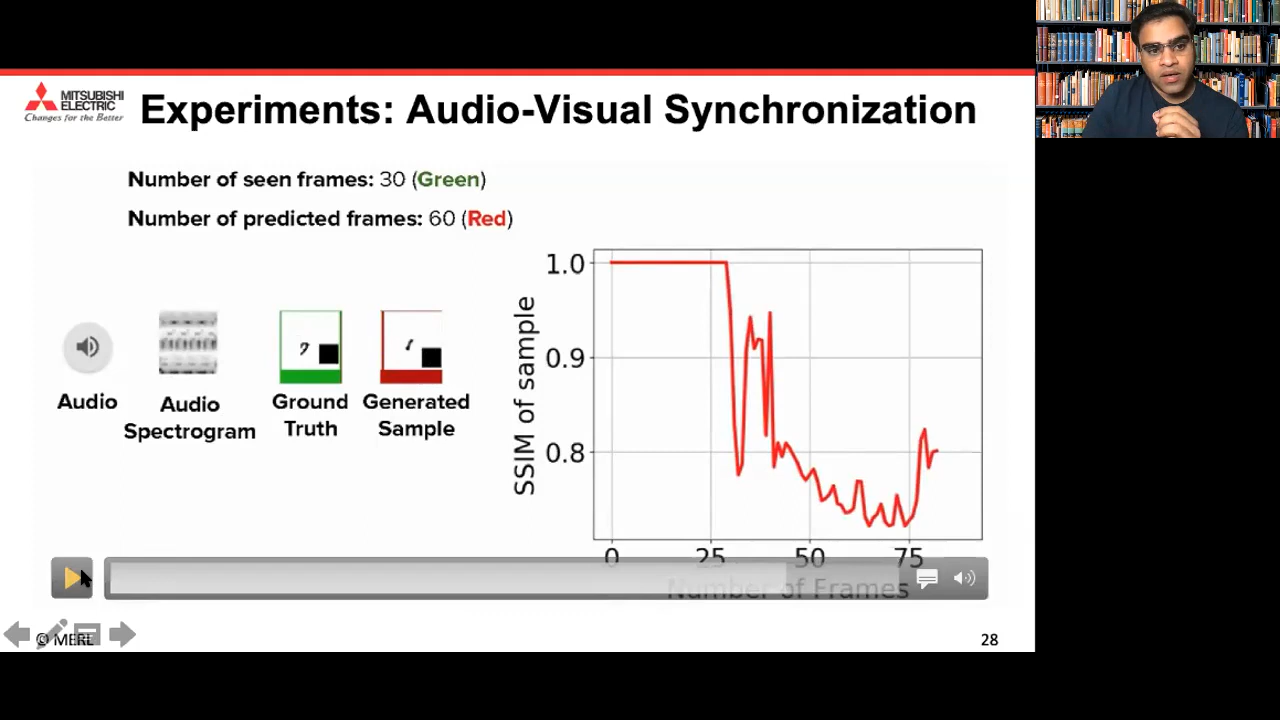 MITSUBISHI
ELECTRIC
Changes for the Better
Experiments: Audio-Visual Synchronization
Number of seen frames: 30 (Green)
Number of predicted frames: 60 (Red)
Audio
Audio
Spectrogram
Ground
Truth
Generated
Sample
SSIM of sample
1.0
0.9
0.8
0 25 50 75
Number of Frames
© MERL
28